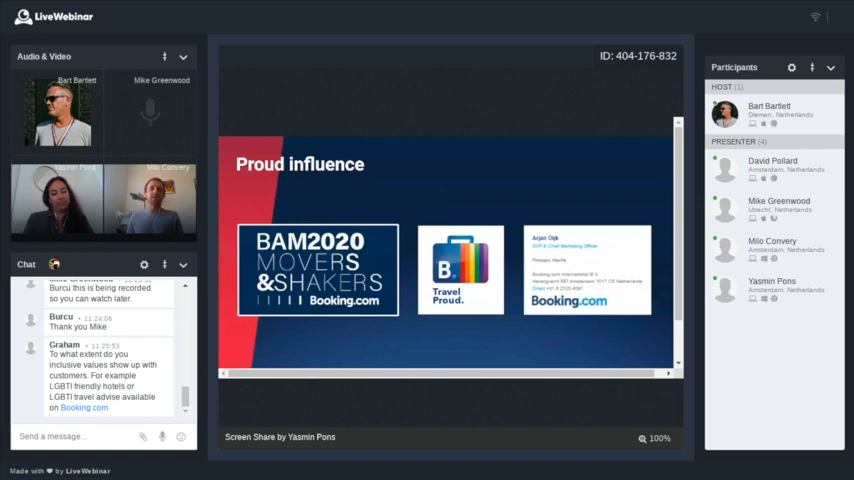 LiveWebinar
Audio & Video
Bart Bartlett
Mike Greenwood
Yasmin Pons
Milo Convery
Chat
Burcu this is being recorded
so you can watch later.
Burcu • 11:24:06
Thank you Mike
Graham • 11:25:53
To what extent do you
inclusive values show up with
customers. For example
LGBTI friendly hotels or
LGBTI travel advise available
on Booking.com
Send a message...
Made with ❤ by LiveWebinar
ID: 404-176-832
Proud influence
BAM2020
MOVERS
&SHAKERS
Booking.com
B.
Travel
Proud.
Arjan Dijk
SVP & Chief Marketing Officer
Booking.com International B.V.
Booking.com
Screen Share by Yasmin Pons
100%
Participants
HOST (1)
Bart Bartlett
Diemen, Netherlands
PRESENTER (4)
David Pollard
Amsterdam, Netherlands
Mike Greenwood
Utrecht, Netherlands
Milo Convery
Amsterdam, Netherlands
Yasmin Pons
Amsterdam, Netherlands